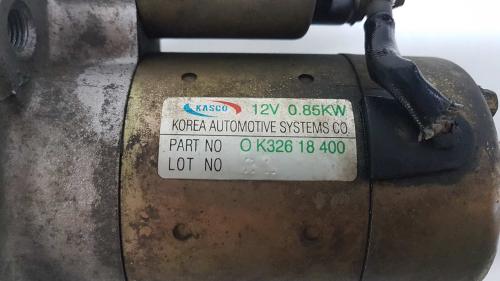 KASCO 12V 0.85KW
KOREA AUTOMOTIVE SYSTEMS CO.
PART NO O K326 18 400
LOT NO